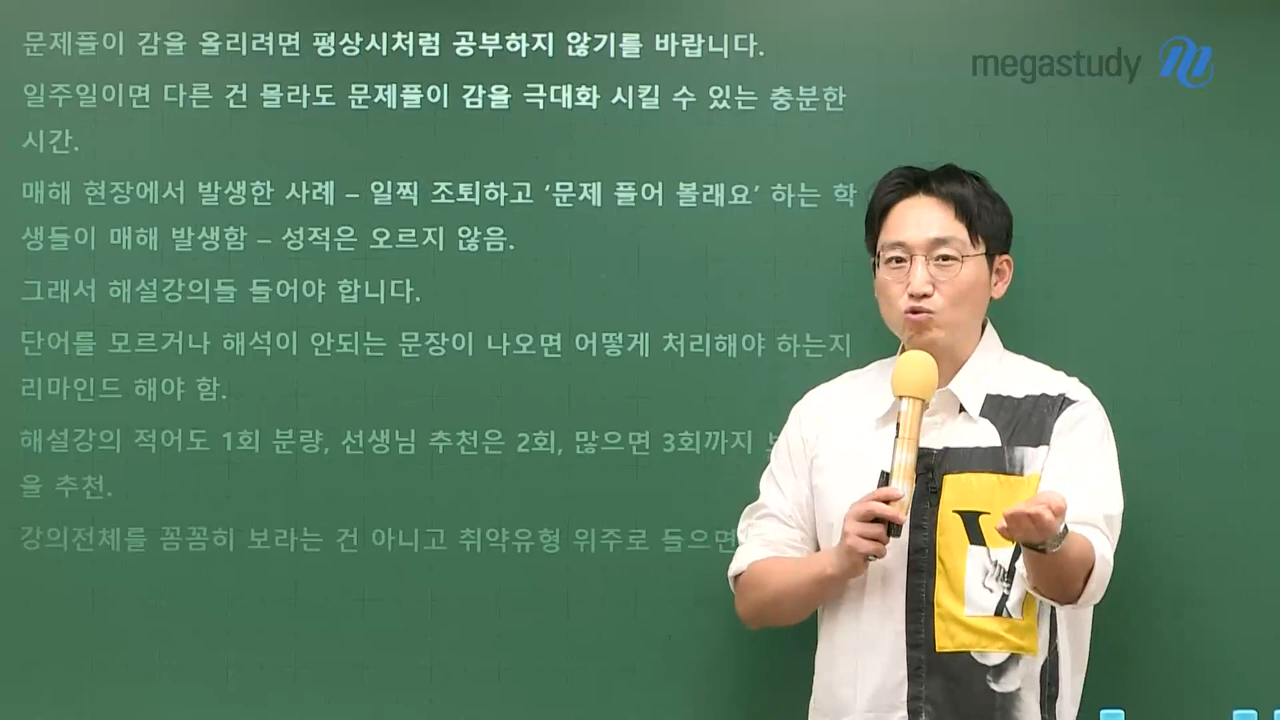 문제플이 감을 올리려면 평상시처럼 공부하지 않기를 바랍니다.
megastudy
일주일이면 다른 건 몰라도 문제플이 감을 극대화 시킬 수 있는 충분한
시간.
매해 현장에서 발생한 사례 – 일찍 조퇴하고 ‘문제 플어 볼래요’ 하는 학
생들이 매해 발생함 – 성적은 오르지 않음.
그래서 해설강의들 들어야 합니다.
단어를 모르거나 해석이 안되는 문장이 나오면 어떻게 처리해야 하는지
리마인드 해야 함.
해설강의 적어도 1회 분량, 선생님 추천은 2회, 많으면 3회까지
을 추천.
강의전체를 꼼꼼히 보라는 건 아니고 취약유형 위주로 들으면